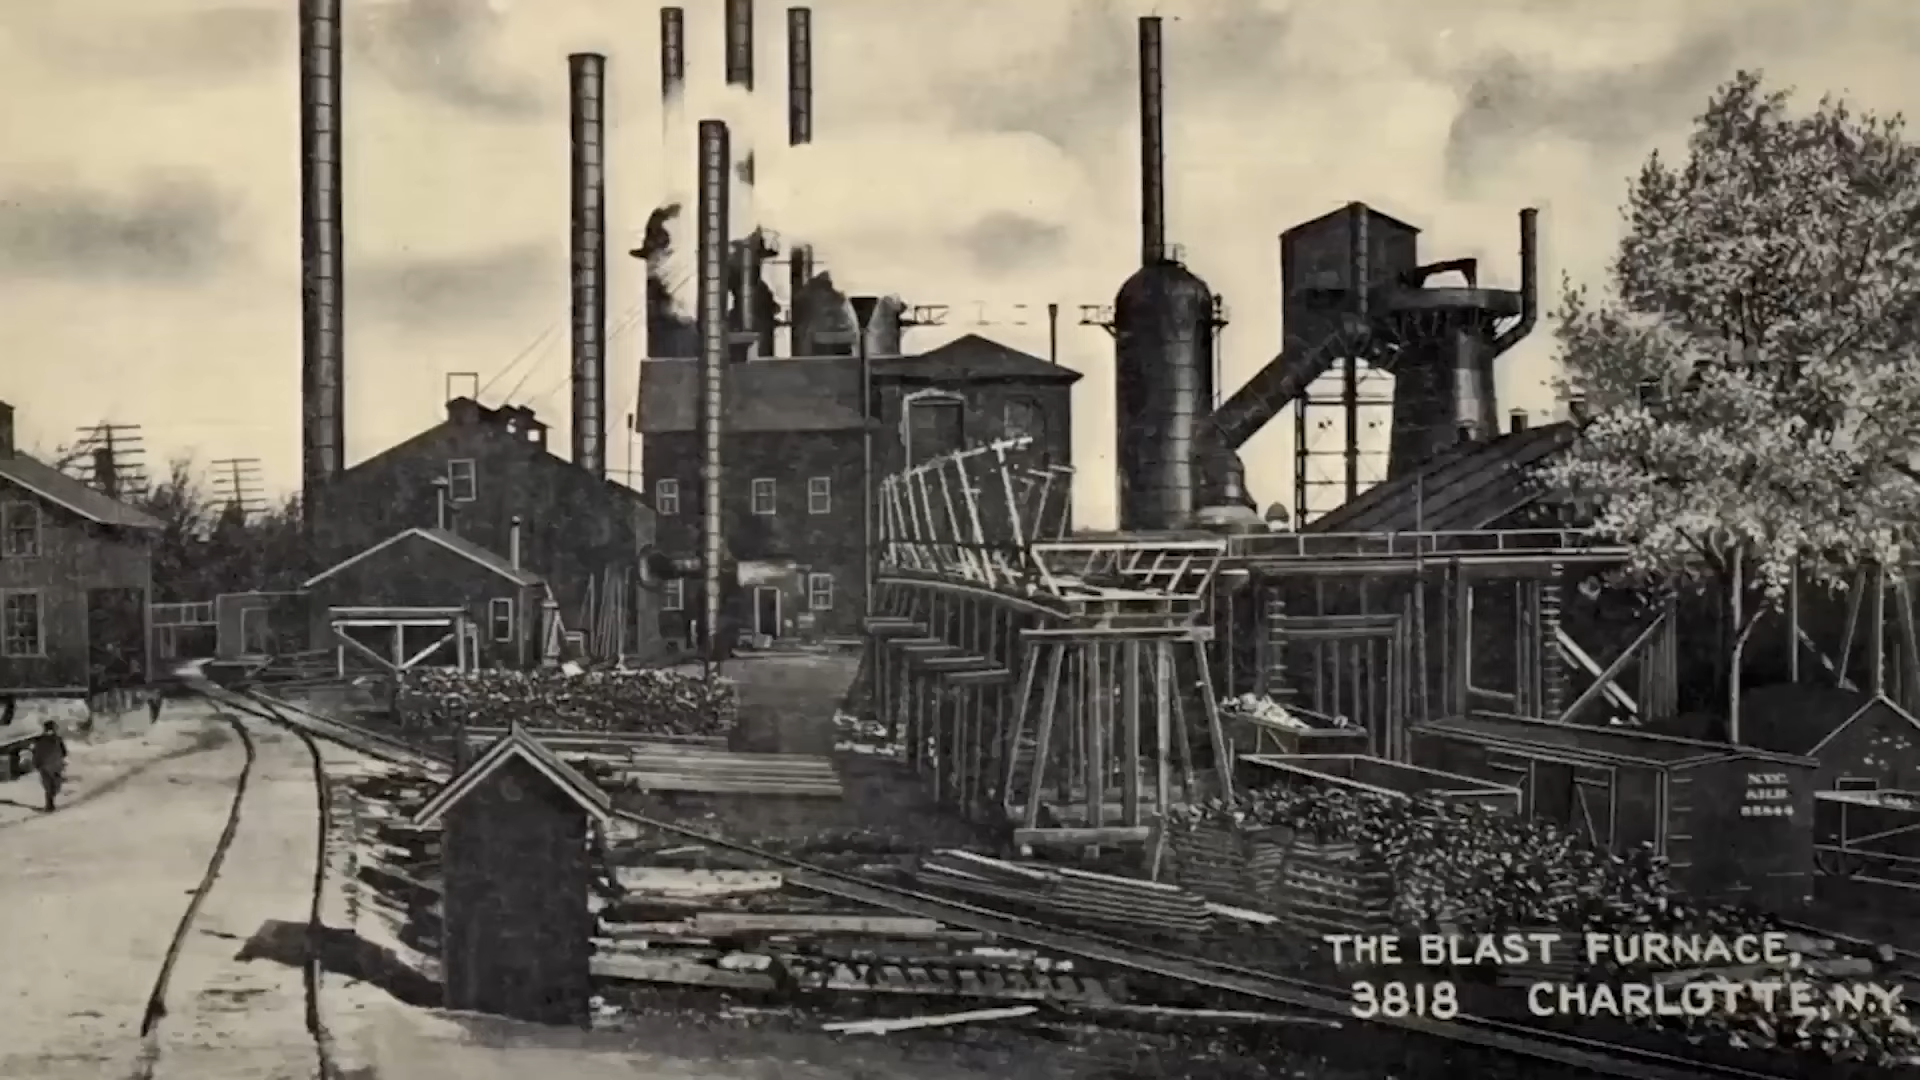 N.Y.C.
THE BLAST FURNACE,
3818 CHARLOTTE, N.Y.